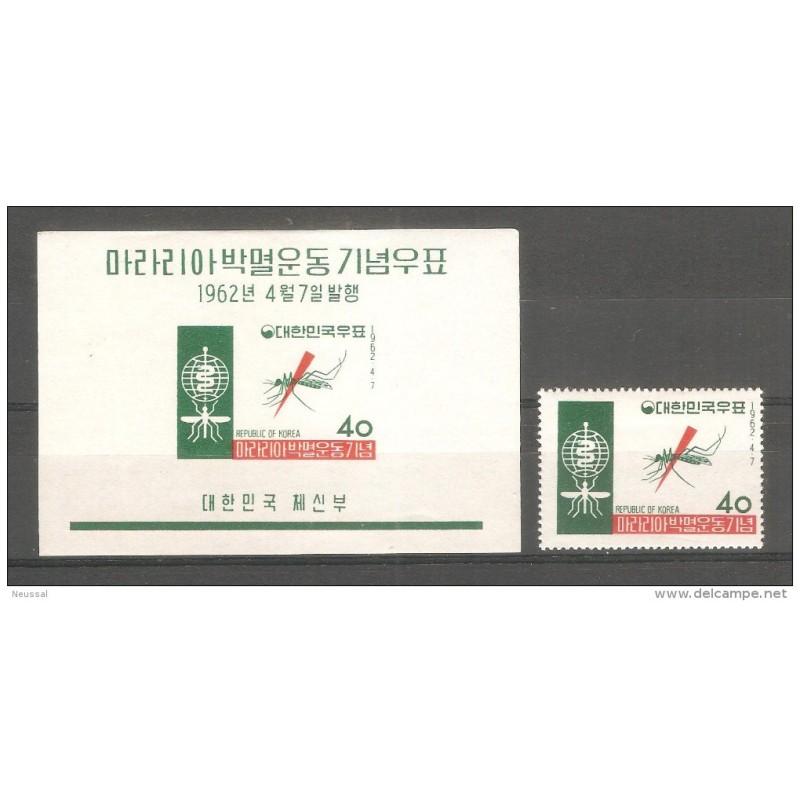 마라리아박멸운동기념우표
1962년 4월7일발행
대한민국우표
1962.4.7
REPUBLIC OF KOREA
40
마라리아박멸운동기념
대한민국 체신부
대한민국우표
1962.4.7
REPUBLIC OF KOREA
40
마라리아박멸운동기념
Neussal
www.delcampe.net